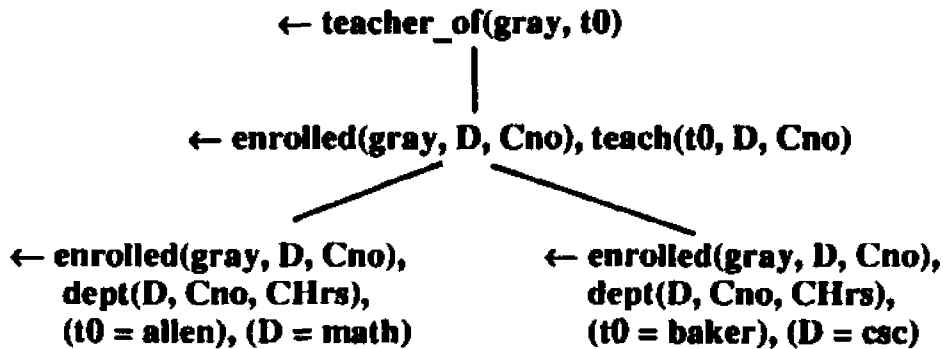 ← teacher_of(gray, t0)
← enrolled(gray, D, Cno), teach(t0, D, Cno)
← enrolled(gray, D, Cno),
dept(D, Cno, CHrs),
(t0 = allen), (D = math)
← enrolled(gray, D, Cno),
dept(D, Cno, CHrs),
(t0 = baker), (D = csc)